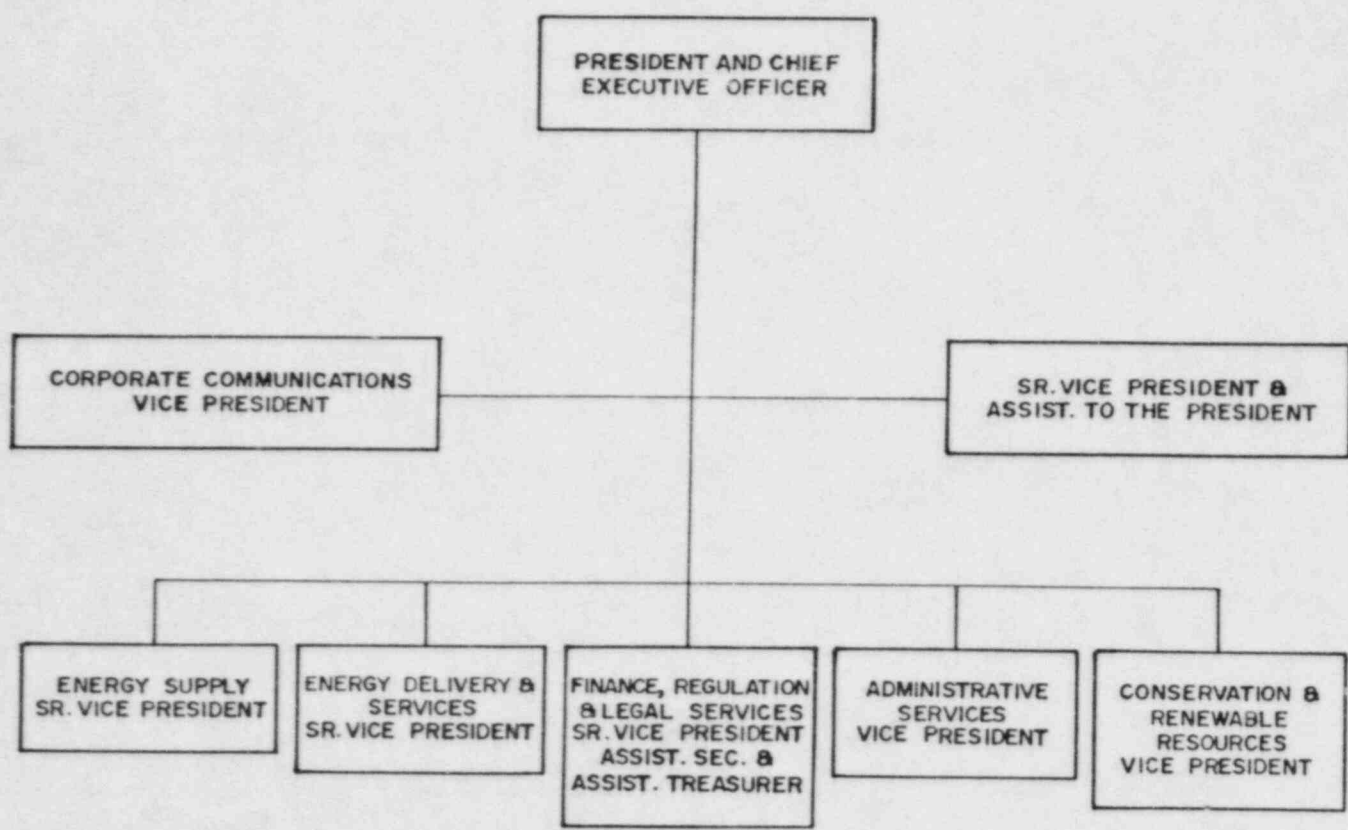 PRESIDENT AND CHIEF
EXECUTIVE OFFICER
CORPORATE COMMUNICATIONS
VICE PRESIDENT
SR. VICE PRESIDENT &
ASSIST. TO THE PRESIDENT
ENERGY SUPPLY
SR. VICE PRESIDENT
ENERGY DELIVERY &
SERVICES
SR. VICE PRESIDENT
FINANCE, REGULATION
& LEGAL SERVICES
SR. VICE PRESIDENT
ASSIST. SEC. &
ASSIST. TREASURER
ADMINISTRATIVE
SERVICES
VICE PRESIDENT
CONSERVATION &
RENEWABLE
RESOURCES
VICE PRESIDENT